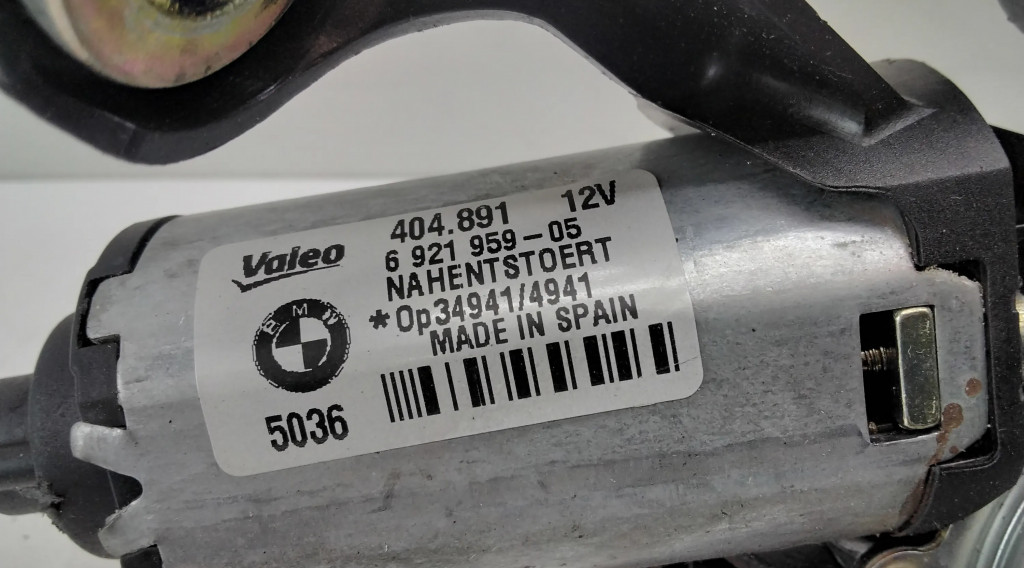 Valeo
404.891 12V
6 921 959-05
NAHENTSTOERT
*0p34941/4941
MADE IN SPAIN
BMW
5036